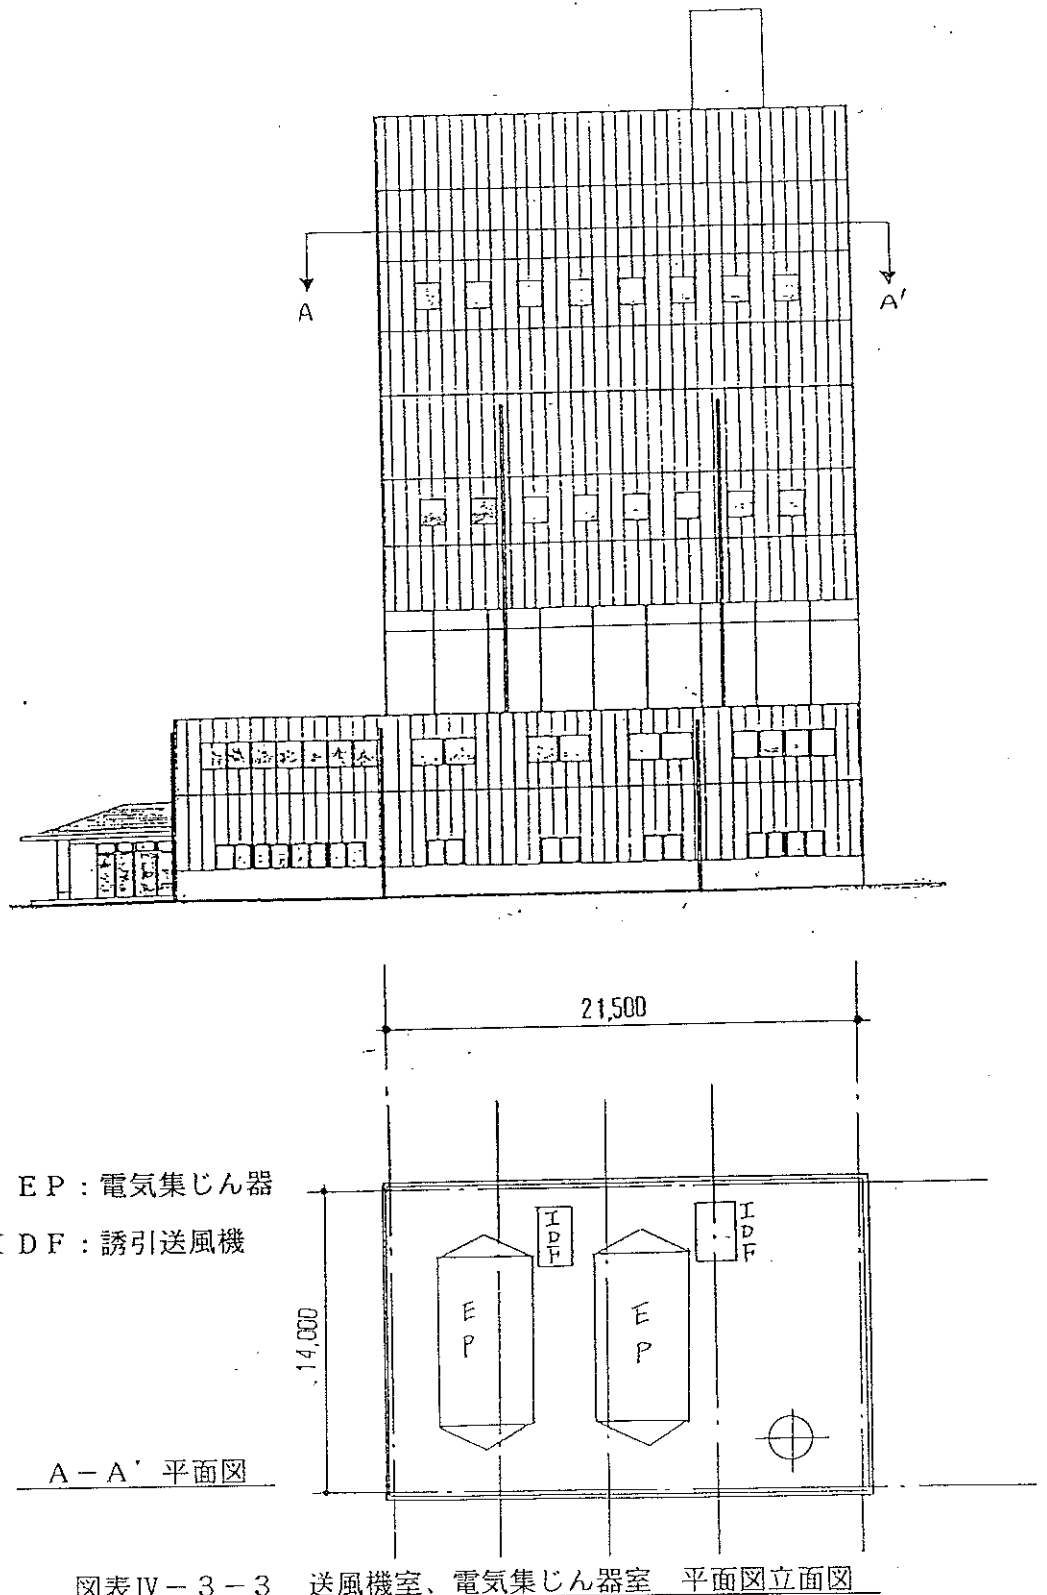 A
A'
21,500
EP：電気集じん器
IDF：誘引送風機
IDF
IDF
EP
EP
14,000
A－A' 平面図
図表Ⅳ－3－3 送風機室、電気集じん器室 平面図立面図